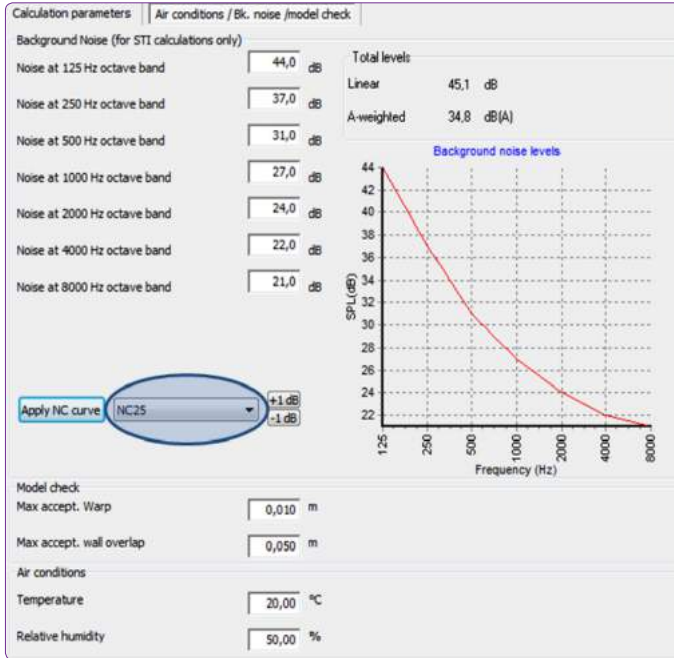 Calculation parameters Air conditions / Bk. noise /model check
Background Noise (for STI calculations only)
Noise at 125 Hz octave band 44,0 dB
Noise at 250 Hz octave band 37,0 dB
Noise at 500 Hz octave band 31,0 dB
Noise at 1000 Hz octave band 27,0 dB
Noise at 2000 Hz octave band 24,0 dB
Noise at 4000 Hz octave band 22,0 dB
Noise at 8000 Hz octave band 21,0 dB
Apply NC curve NC25 +1 dB
-1 dB
Total levels
Linear 45,1 dB
A-weighted 34,8 dB(A)
Background noise levels
44
42
40
38
36
34
32
30
28
26
24
22
SPL(dB)
125 250 500 1000 2000 4000 8000
Frequency (Hz)
Model check
Max accept. Warp 0,010 m
Max accept. wall overlap 0,050 m
Air conditions
Temperature 20,00 °C
Relative humidity 50,00 %